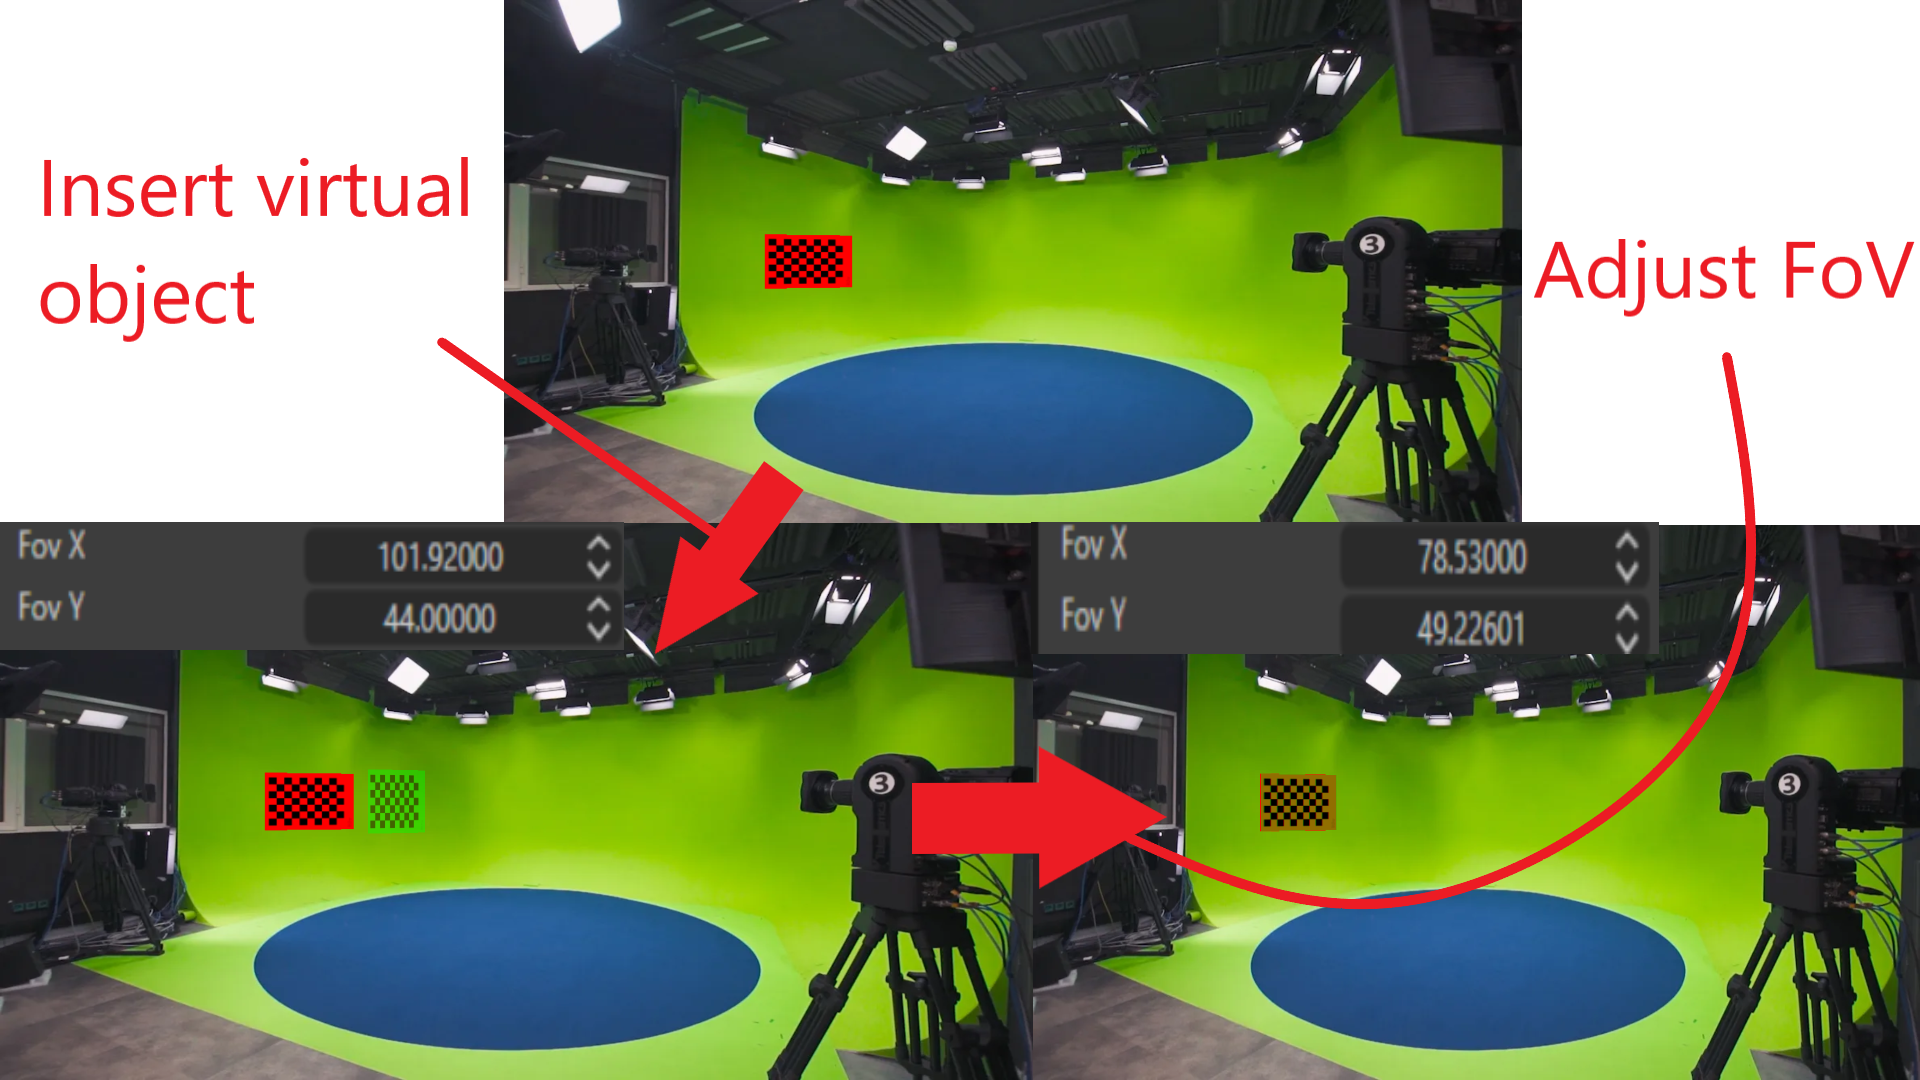 Insert virtual
object
3
Adjust FoV
Fov X 101.92000
Fov Y 44.00000
Fov X 78.53000
Fov Y 49.22601
3
3